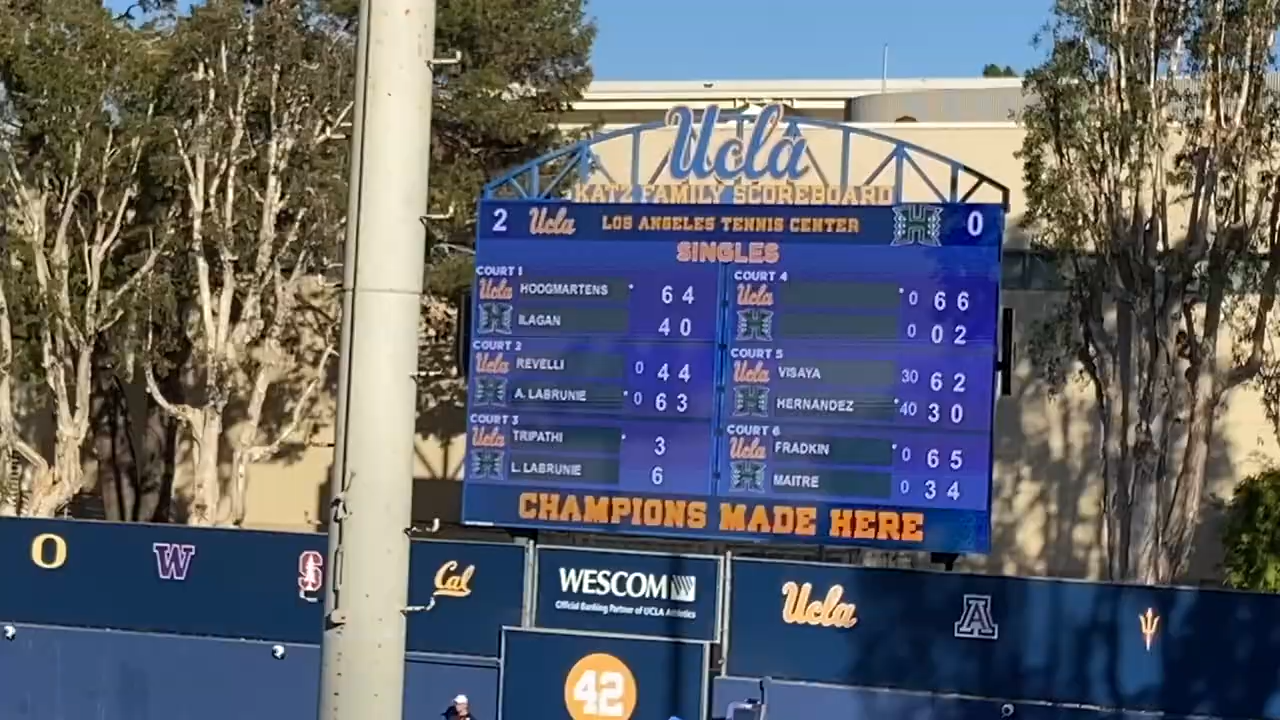 Ucla
KATZ FAMILY SCOREBOARD
2 Ucla LOS ANGELES TENNIS CENTER H 0
SINGLES
COURT 1
Ucla HOOGMARTENS 6 4
H ILAGAN 4 0
COURT 2
Ucla REVELLI 0 4 4
H A. LABRUNIE 0 6 3
COURT 3
Ucla TRIPATHI 3
H L. LABRUNIE 6
COURT 4
Ucla 0 6 6
H 0 0 2
COURT 5
Ucla VISAYA 30 6 2
H HERNANDEZ 40 3 0
COURT 6
Ucla FRADKIN 0 6 5
H MAITRE 0 3 4
CHAMPIONS MADE HERE
O W S Cal
WESCOM
Official Banking Partner of UCLA Athletics
Ucla A
42